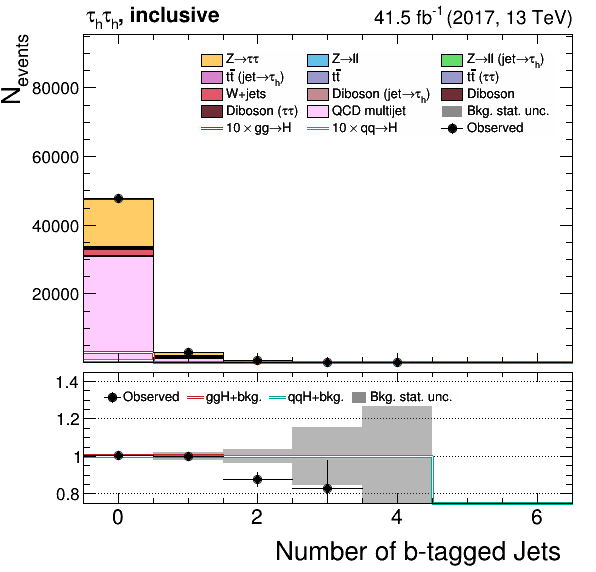 τhτh, inclusive 41.5 fb⁻¹ (2017, 13 TeV)
Nevents
Z→ττ Z→ll Z→ll (jet→τh)
tt̄ (jet→τh) tt̄ tt̄ (ττ)
W+jets Diboson (jet→τh) Diboson
Diboson (ττ) QCD multijet Bkg. stat. unc.
10 × gg→H 10 × qq→H Observed
80000
60000
40000
20000
1.4
Observed ggH+bkg. qqH+bkg. Bkg. stat. unc.
1.2
1
0.8
0 2 4 6
Number of b-tagged Jets